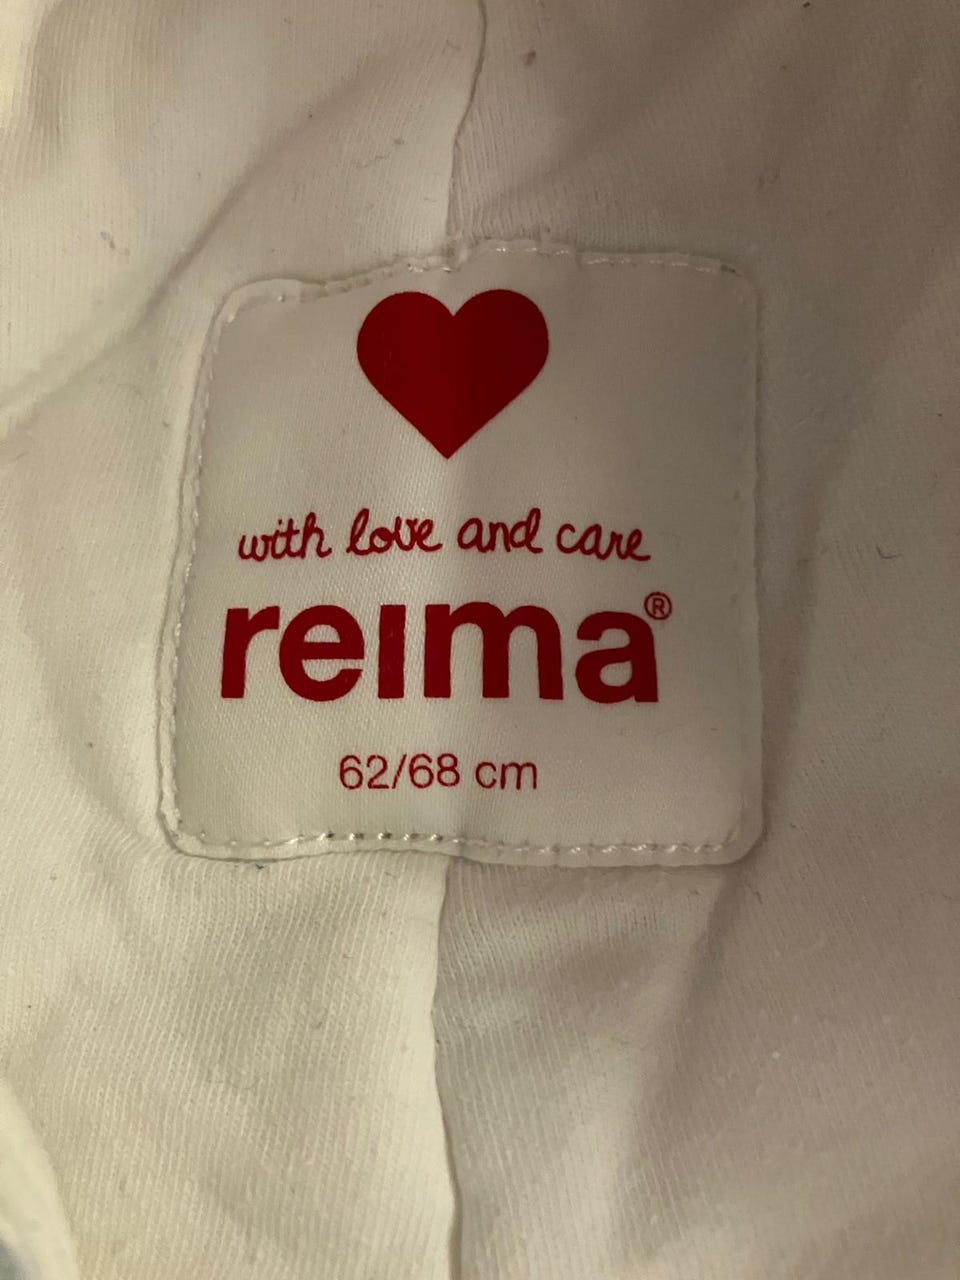 with love and care
reima®
62/68 cm